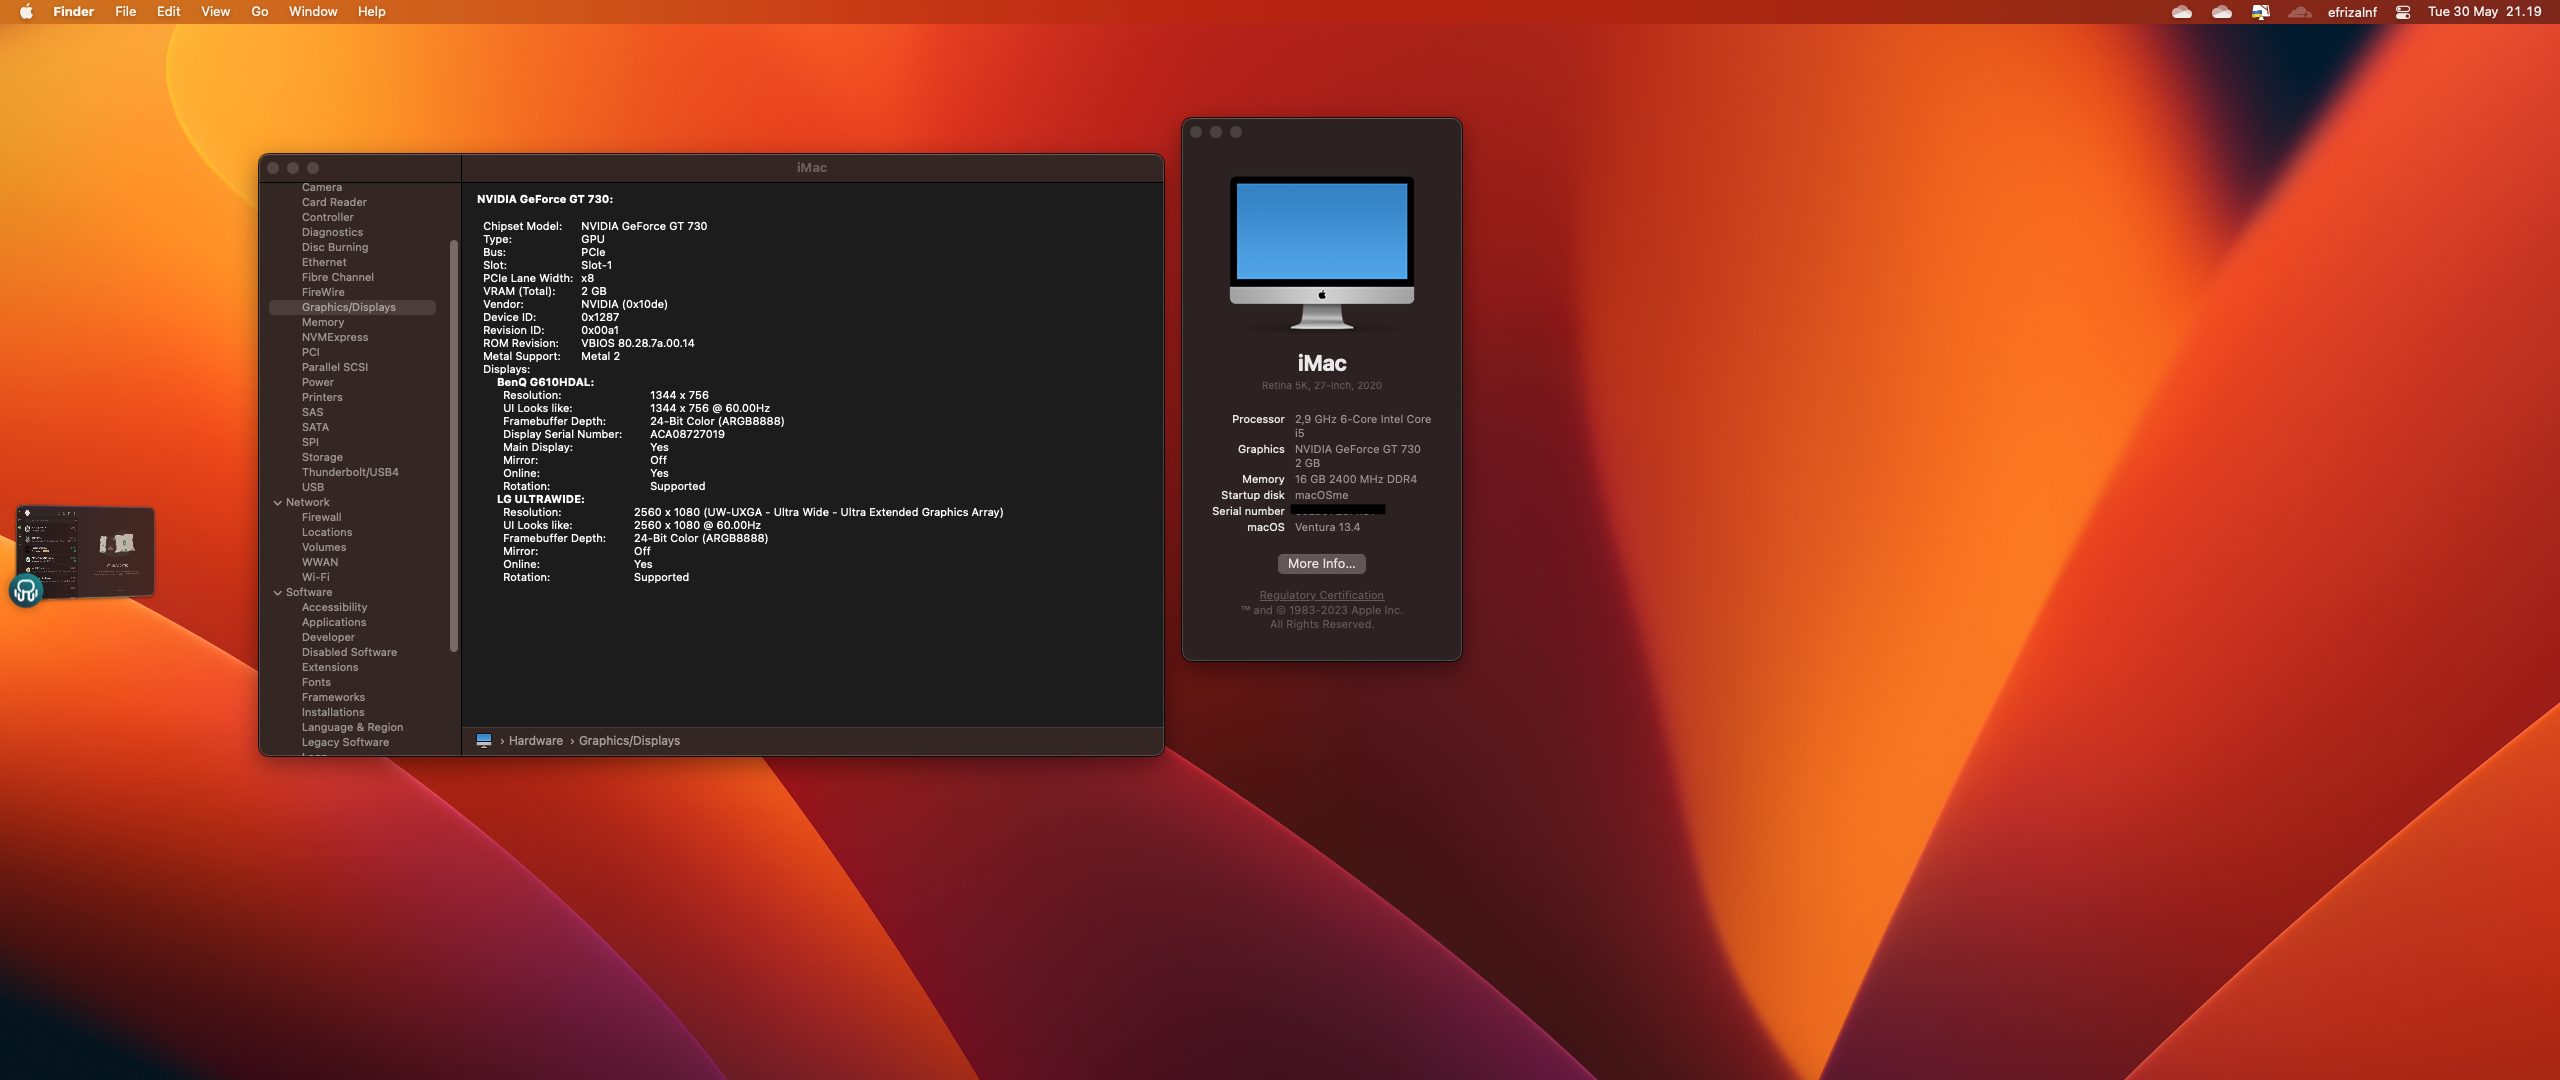 Finder File Edit View Go Window Help
efrizalnf Tue 30 May 21.19
iMac
Camera
Card Reader
Controller
Diagnostics
Disc Burning
Ethernet
Fibre Channel
FireWire
Graphics/Displays
Memory
NVMExpress
PCI
Parallel SCSI
Power
Printers
SAS
SATA
SPI
Storage
Thunderbolt/USB4
USB
Network
Firewall
Locations
Volumes
WWAN
Wi-Fi
Software
Accessibility
Applications
Developer
Disabled Software
Extensions
Fonts
Frameworks
Installations
Language & Region
Legacy Software
NVIDIA GeForce GT 730:
Chipset Model: NVIDIA GeForce GT 730
Type: GPU
Bus: PCIe
Slot: Slot-1
PCIe Lane Width: x8
VRAM (Total): 2 GB
Vendor: NVIDIA (0x10de)
Device ID: 0x1287
Revision ID: 0x00a1
ROM Revision: VBIOS 80.28.7a.00.14
Metal Support: Metal 2
Displays:
BenQ G610HDAL:
Resolution: 1344 x 756
UI Looks like: 1344 x 756 @ 60.00Hz
Framebuffer Depth: 24-Bit Color (ARGB8888)
Display Serial Number: ACA08727019
Main Display: Yes
Mirror: Off
Online: Yes
Rotation: Supported
LG ULTRAWIDE:
Resolution: 2560 x 1080 (UW-UXGA - Ultra Wide - Ultra Extended Graphics Array)
UI Looks like: 2560 x 1080 @ 60.00Hz
Framebuffer Depth: 24-Bit Color (ARGB8888)
Mirror: Off
Online: Yes
Rotation: Supported
› Hardware › Graphics/Displays
iMac
Retina 5K, 27-inch, 2020
Processor 2,9 GHz 6-Core Intel Core
i5
Graphics NVIDIA GeForce GT 730
2 GB
Memory 16 GB 2400 MHz DDR4
Startup disk macOSme
Serial number
macOS Ventura 13.4
More Info...
Regulatory Certification
™ and © 1983-2023 Apple Inc.
All Rights Reserved.